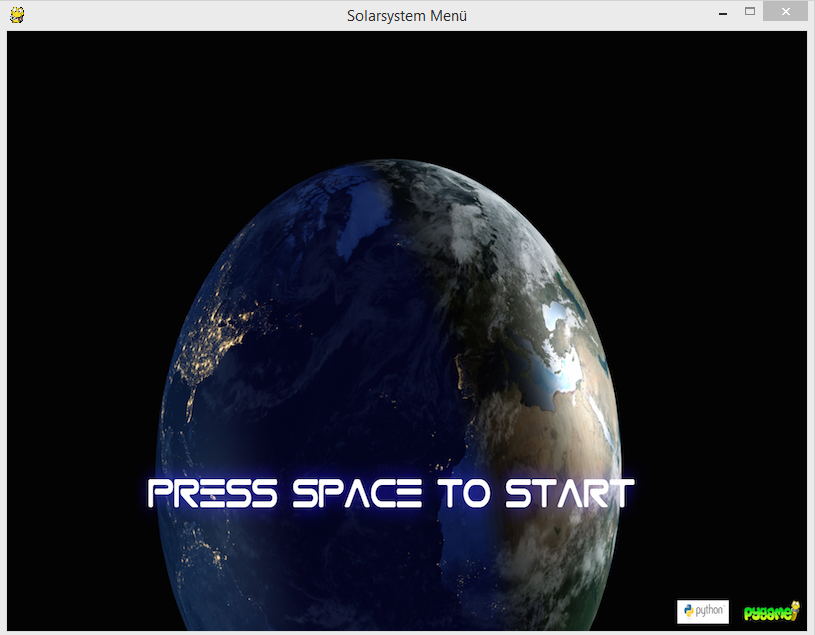 Solarsystem Menü
PRESS SPACE TO START
python
pygame